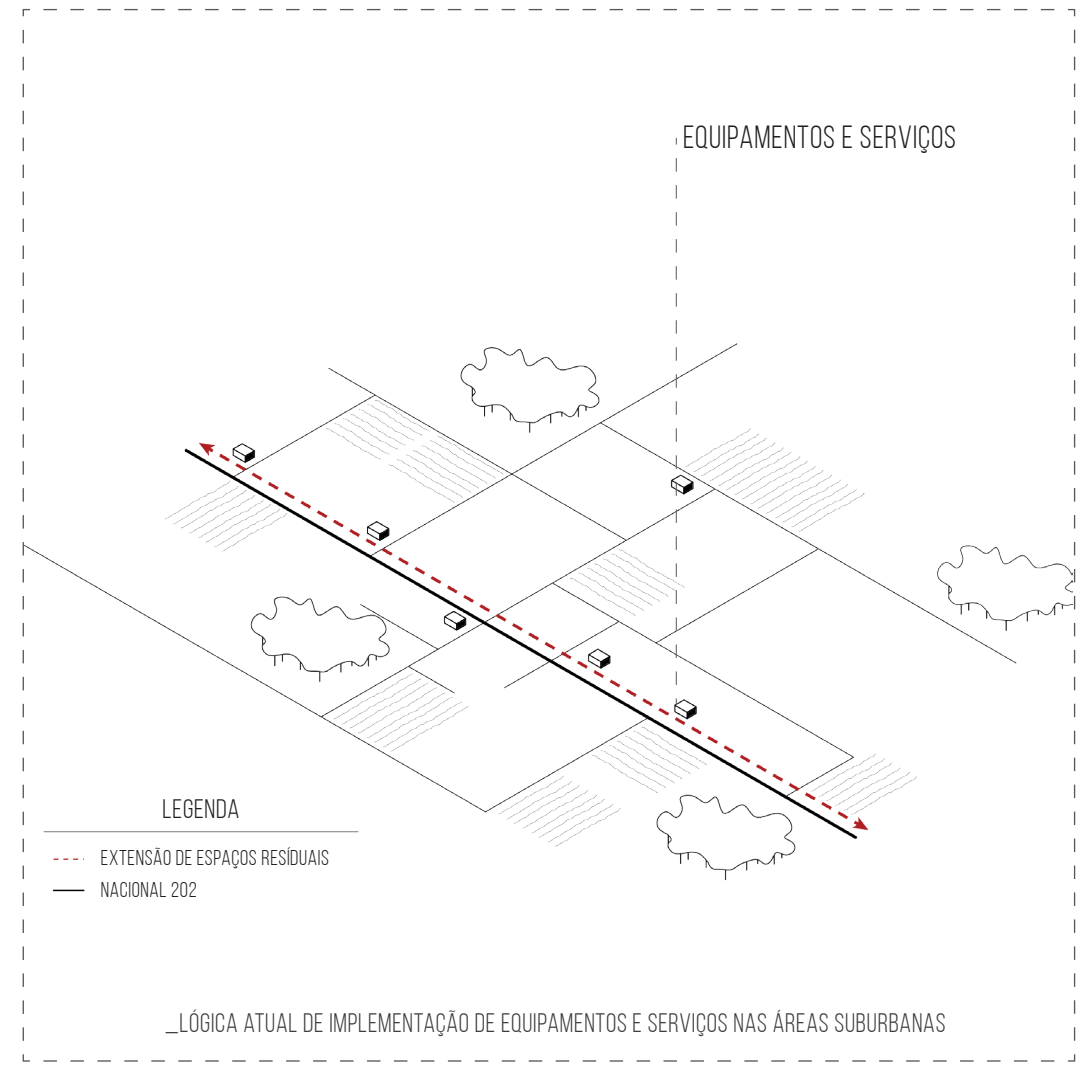 EQUIPAMENTOS E SERVIÇOS
LEGENDA
EXTENSÃO DE ESPAÇOS RESÍDUAIS
NACIONAL 202
_LÓGICA ATUAL DE IMPLEMENTAÇÃO DE EQUIPAMENTOS E SERVIÇOS NAS ÁREAS SUBURBANAS